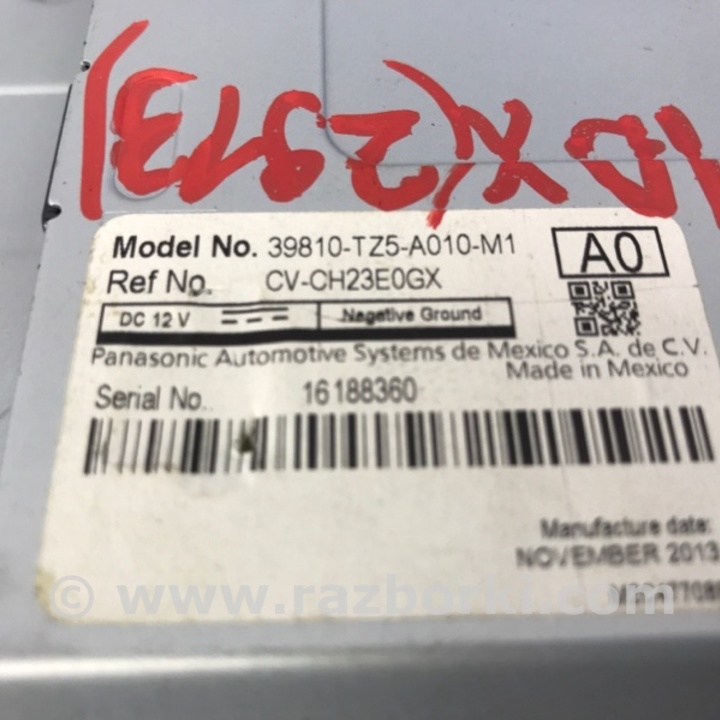 Model No. 39810-TZ5-A010-M1
A0
Ref No. CV-CH23E0GX
DC 12 V Negative Ground
Panasonic Automotive Systems de Mexico S.A. de C.V.
Made in Mexico
Serial No. 16188360
Manufacture date:
NOVEMBER 2013
© www.razborki.com